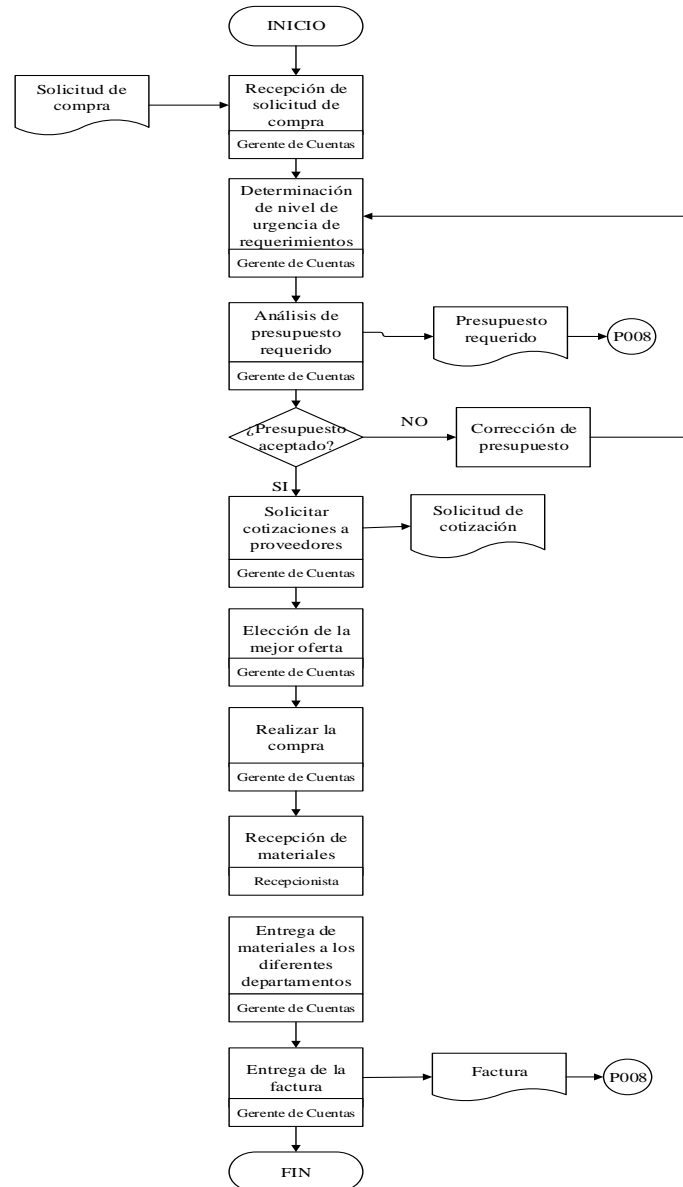 INICIO
Solicitud de
compra
Recepción de
solicitud de
compra
Gerente de Cuentas
Determinación
de nivel de
urgencia de
requerimientos
Gerente de Cuentas
Análisis de
presupuesto
requerido
Gerente de Cuentas
Presupuesto
requerido
P008
¿Presupuesto
aceptado?
NO
Corrección de
presupuesto
SI
Solicitar
cotizaciones a
proveedores
Gerente de Cuentas
Solicitud de
cotización
Elección de la
mejor oferta
Gerente de Cuentas
Realizar la
compra
Gerente de Cuentas
Recepción de
materiales
Recepcionista
Entrega de
materiales a los
diferentes
departamentos
Gerente de Cuentas
Entrega de la
factura
Gerente de Cuentas
Factura
P008
FIN